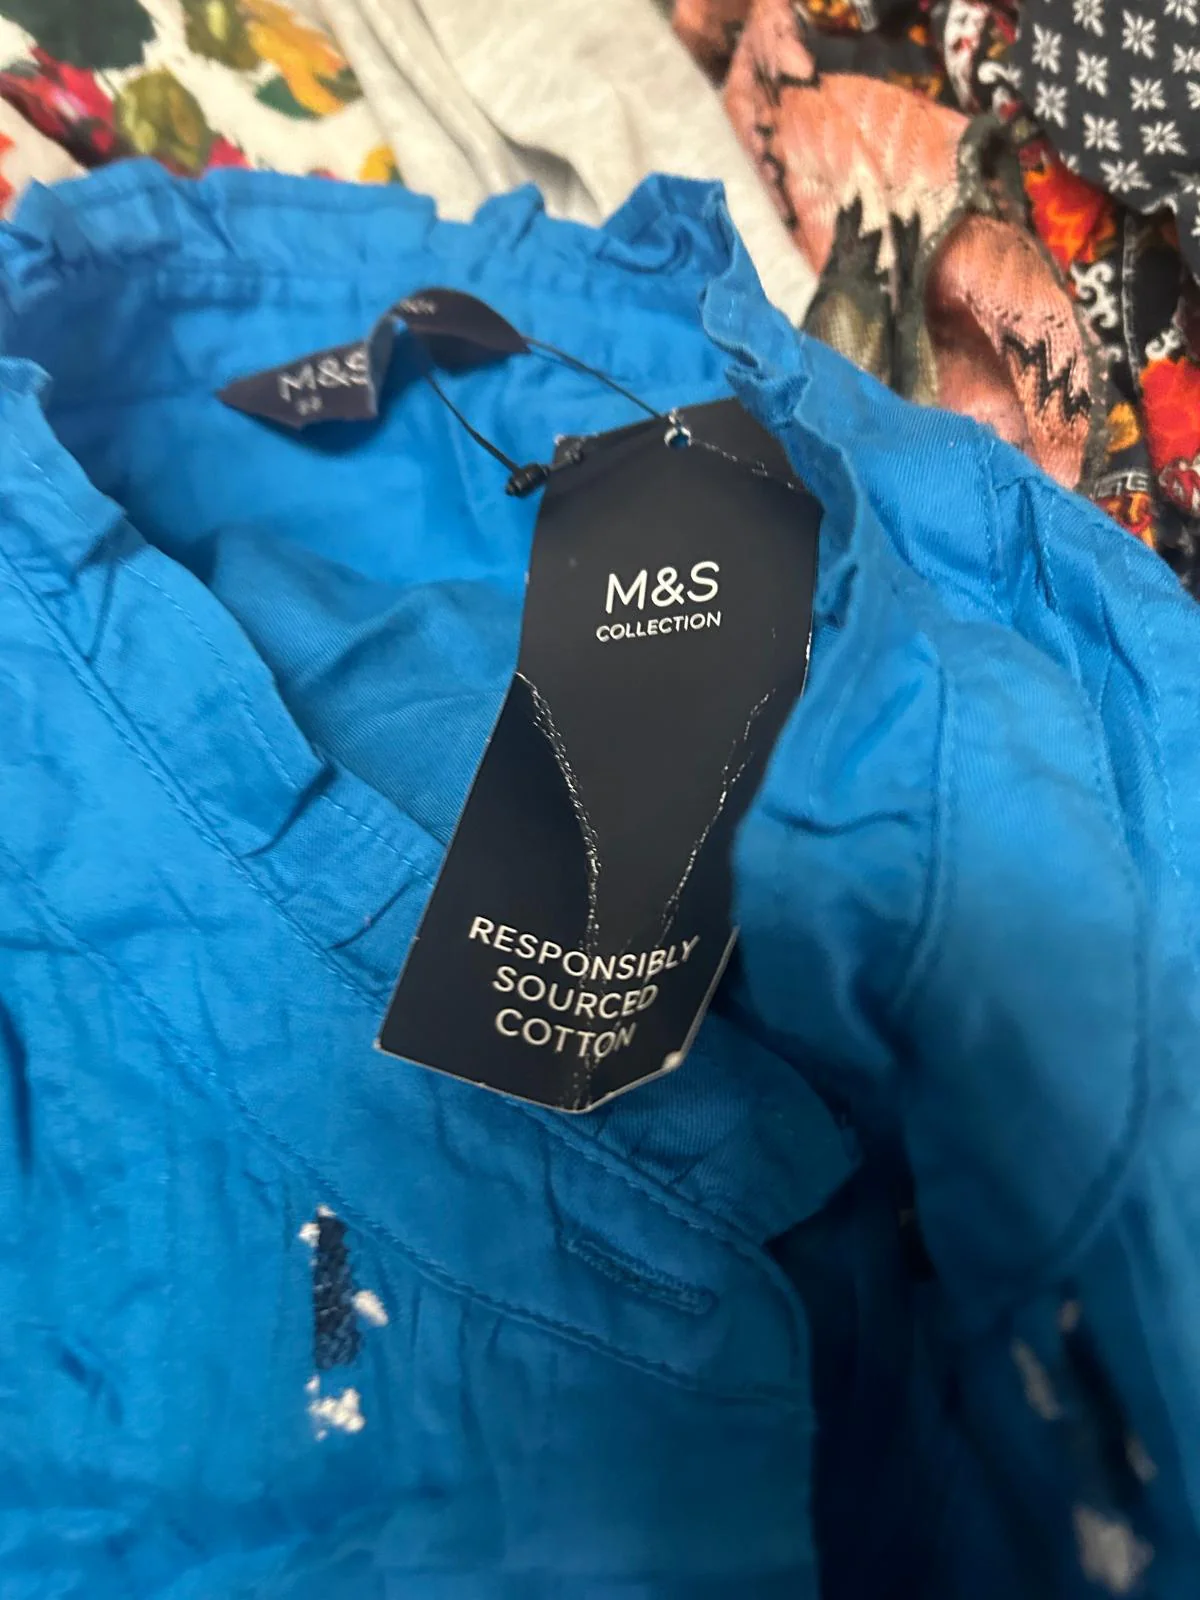 M&S
M&S
COLLECTION
RESPONSIBLY
SOURCED
COTTON